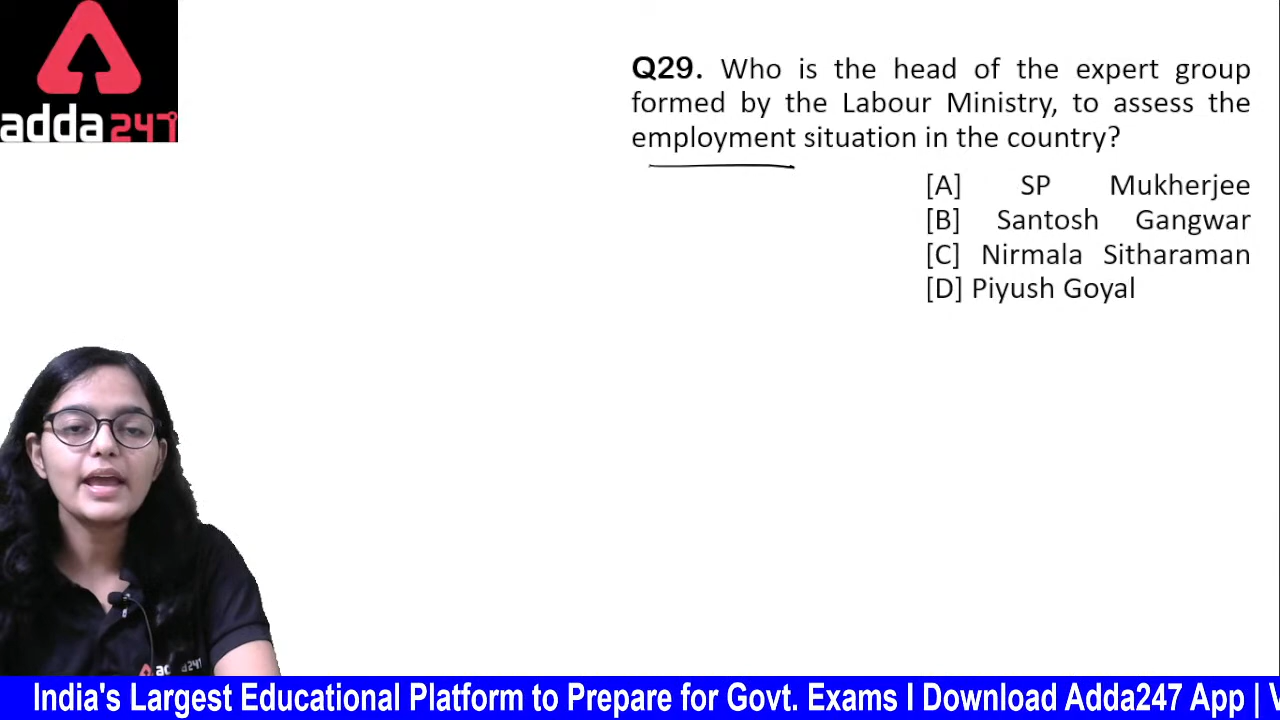 adda247
Q29. Who is the head of the expert group
formed by the Labour Ministry, to assess the
employment situation in the country?
[A] SP Mukherjee
[B] Santosh Gangwar
[C] Nirmala Sitharaman
[D] Piyush Goyal
India's Largest Educational Platform to Prepare for Govt. Exams I Download Adda247 App |